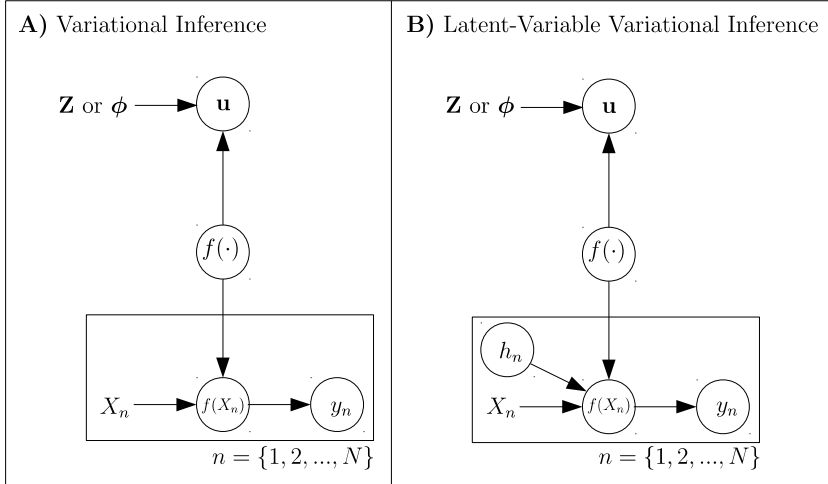 A) Variational Inference
Z or ϕ
u
f(·)
X_n
f(X_n)
y_n
n = {1, 2, ..., N}
B) Latent-Variable Variational Inference
Z or ϕ
u
f(·)
h_n
X_n
f(X_n)
y_n
n = {1, 2, ..., N}